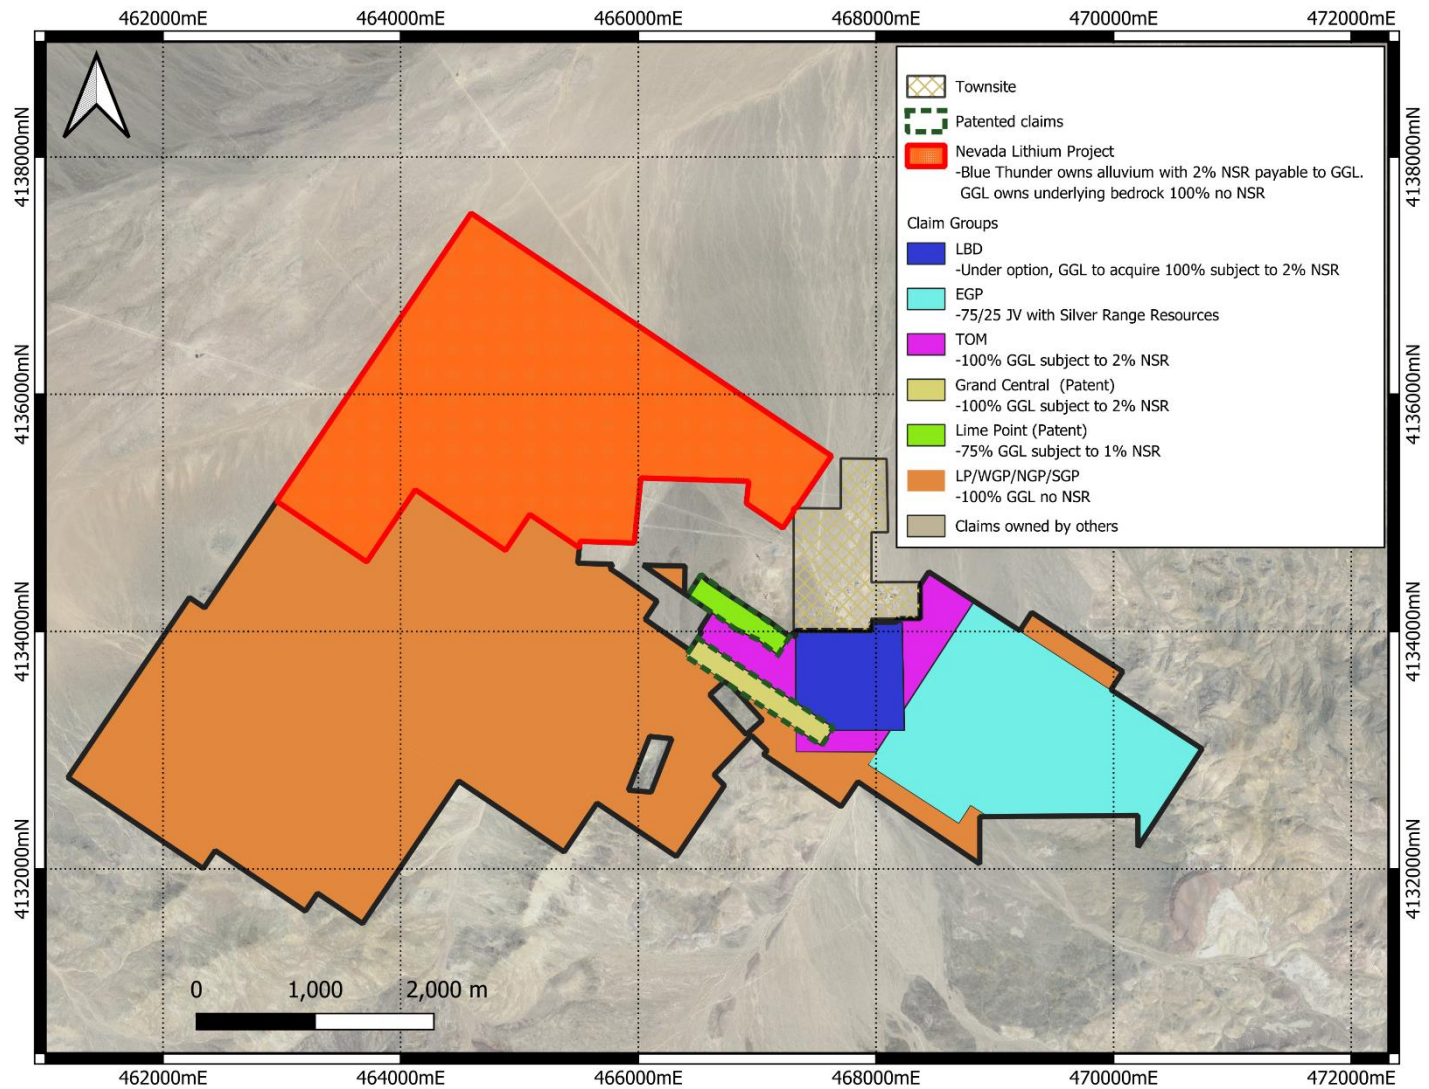 462000mE
464000mE
466000mE
468000mE
470000mE
472000mE
Townsite
Patented claims
Nevada Lithium Project
-Blue Thunder owns alluvium with 2% NSR payable to GGL.
GGL owns underlying bedrock 100% no NSR
Claim Groups
LBD
-Under option, GGL to acquire 100% subject to 2% NSR
EGP
-75/25 JV with Silver Range Resources
TOM
-100% GGL subject to 2% NSR
Grand Central (Patent)
-100% GGL subject to 2% NSR
Lime Point (Patent)
-75% GGL subject to 1% NSR
LP/WGP/NGP/SGP
-100% GGL no NSR
Claims owned by others
4138000mN
4138000mN
4136000mN
4136000mN
4134000mN
4134000mN
4132000mN
4132000mN
0 1,000 2,000 m
462000mE
464000mE
466000mE
468000mE
470000mE
472000mE